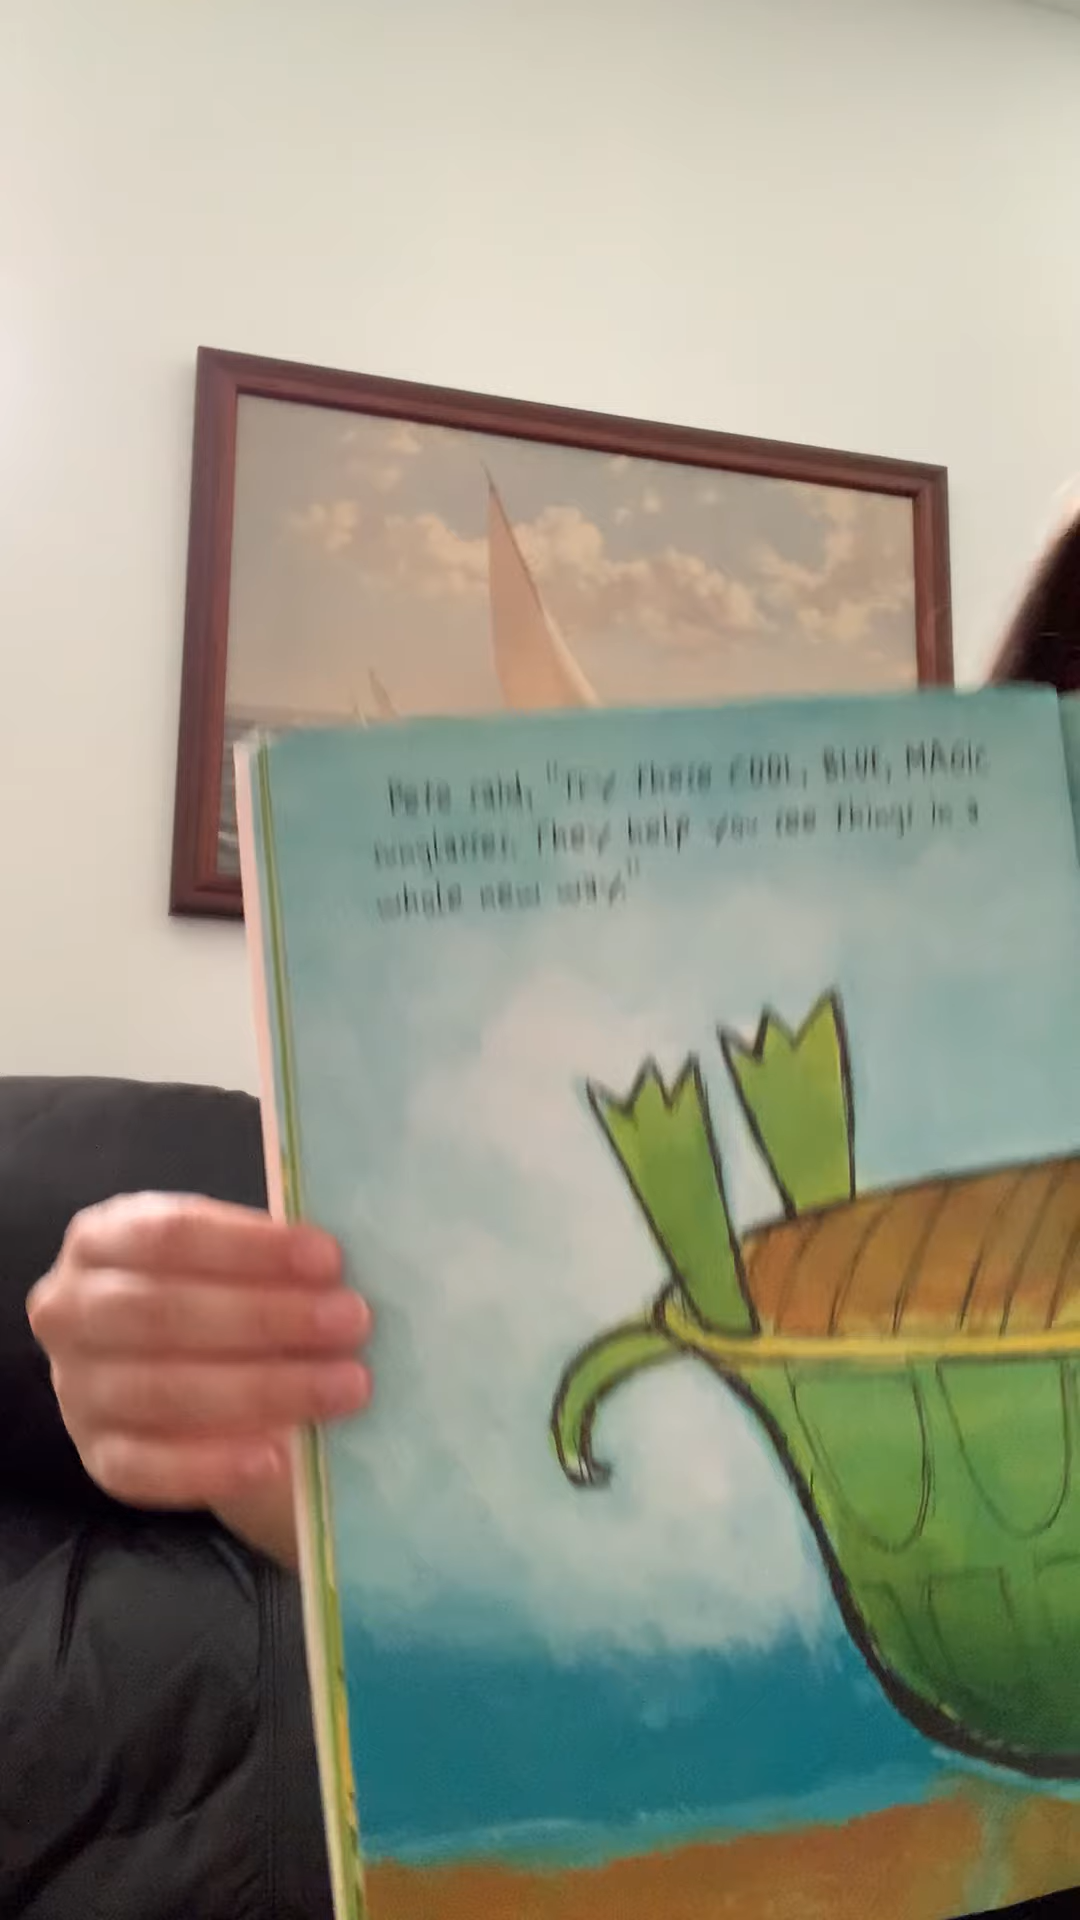 Pete said, "Try these COOL, BLUE, MAGic
sunglasses. They help you see things in a
whole new way."